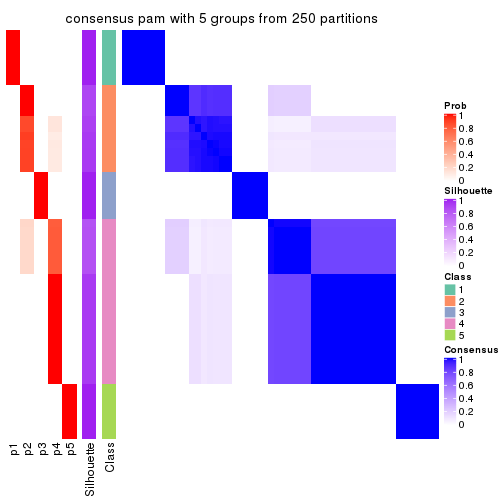 consensus pam with 5 groups from 250 partitions
Prob
1
0.8
0.6
0.4
0.2
0
Silhouette
1
0.8
0.6
0.4
0.2
0
Class
1
2
3
4
5
Consensus
1
0.8
0.6
0.4
0.2
0
p1
p2
p3
p4
p5
Silhouette
Class